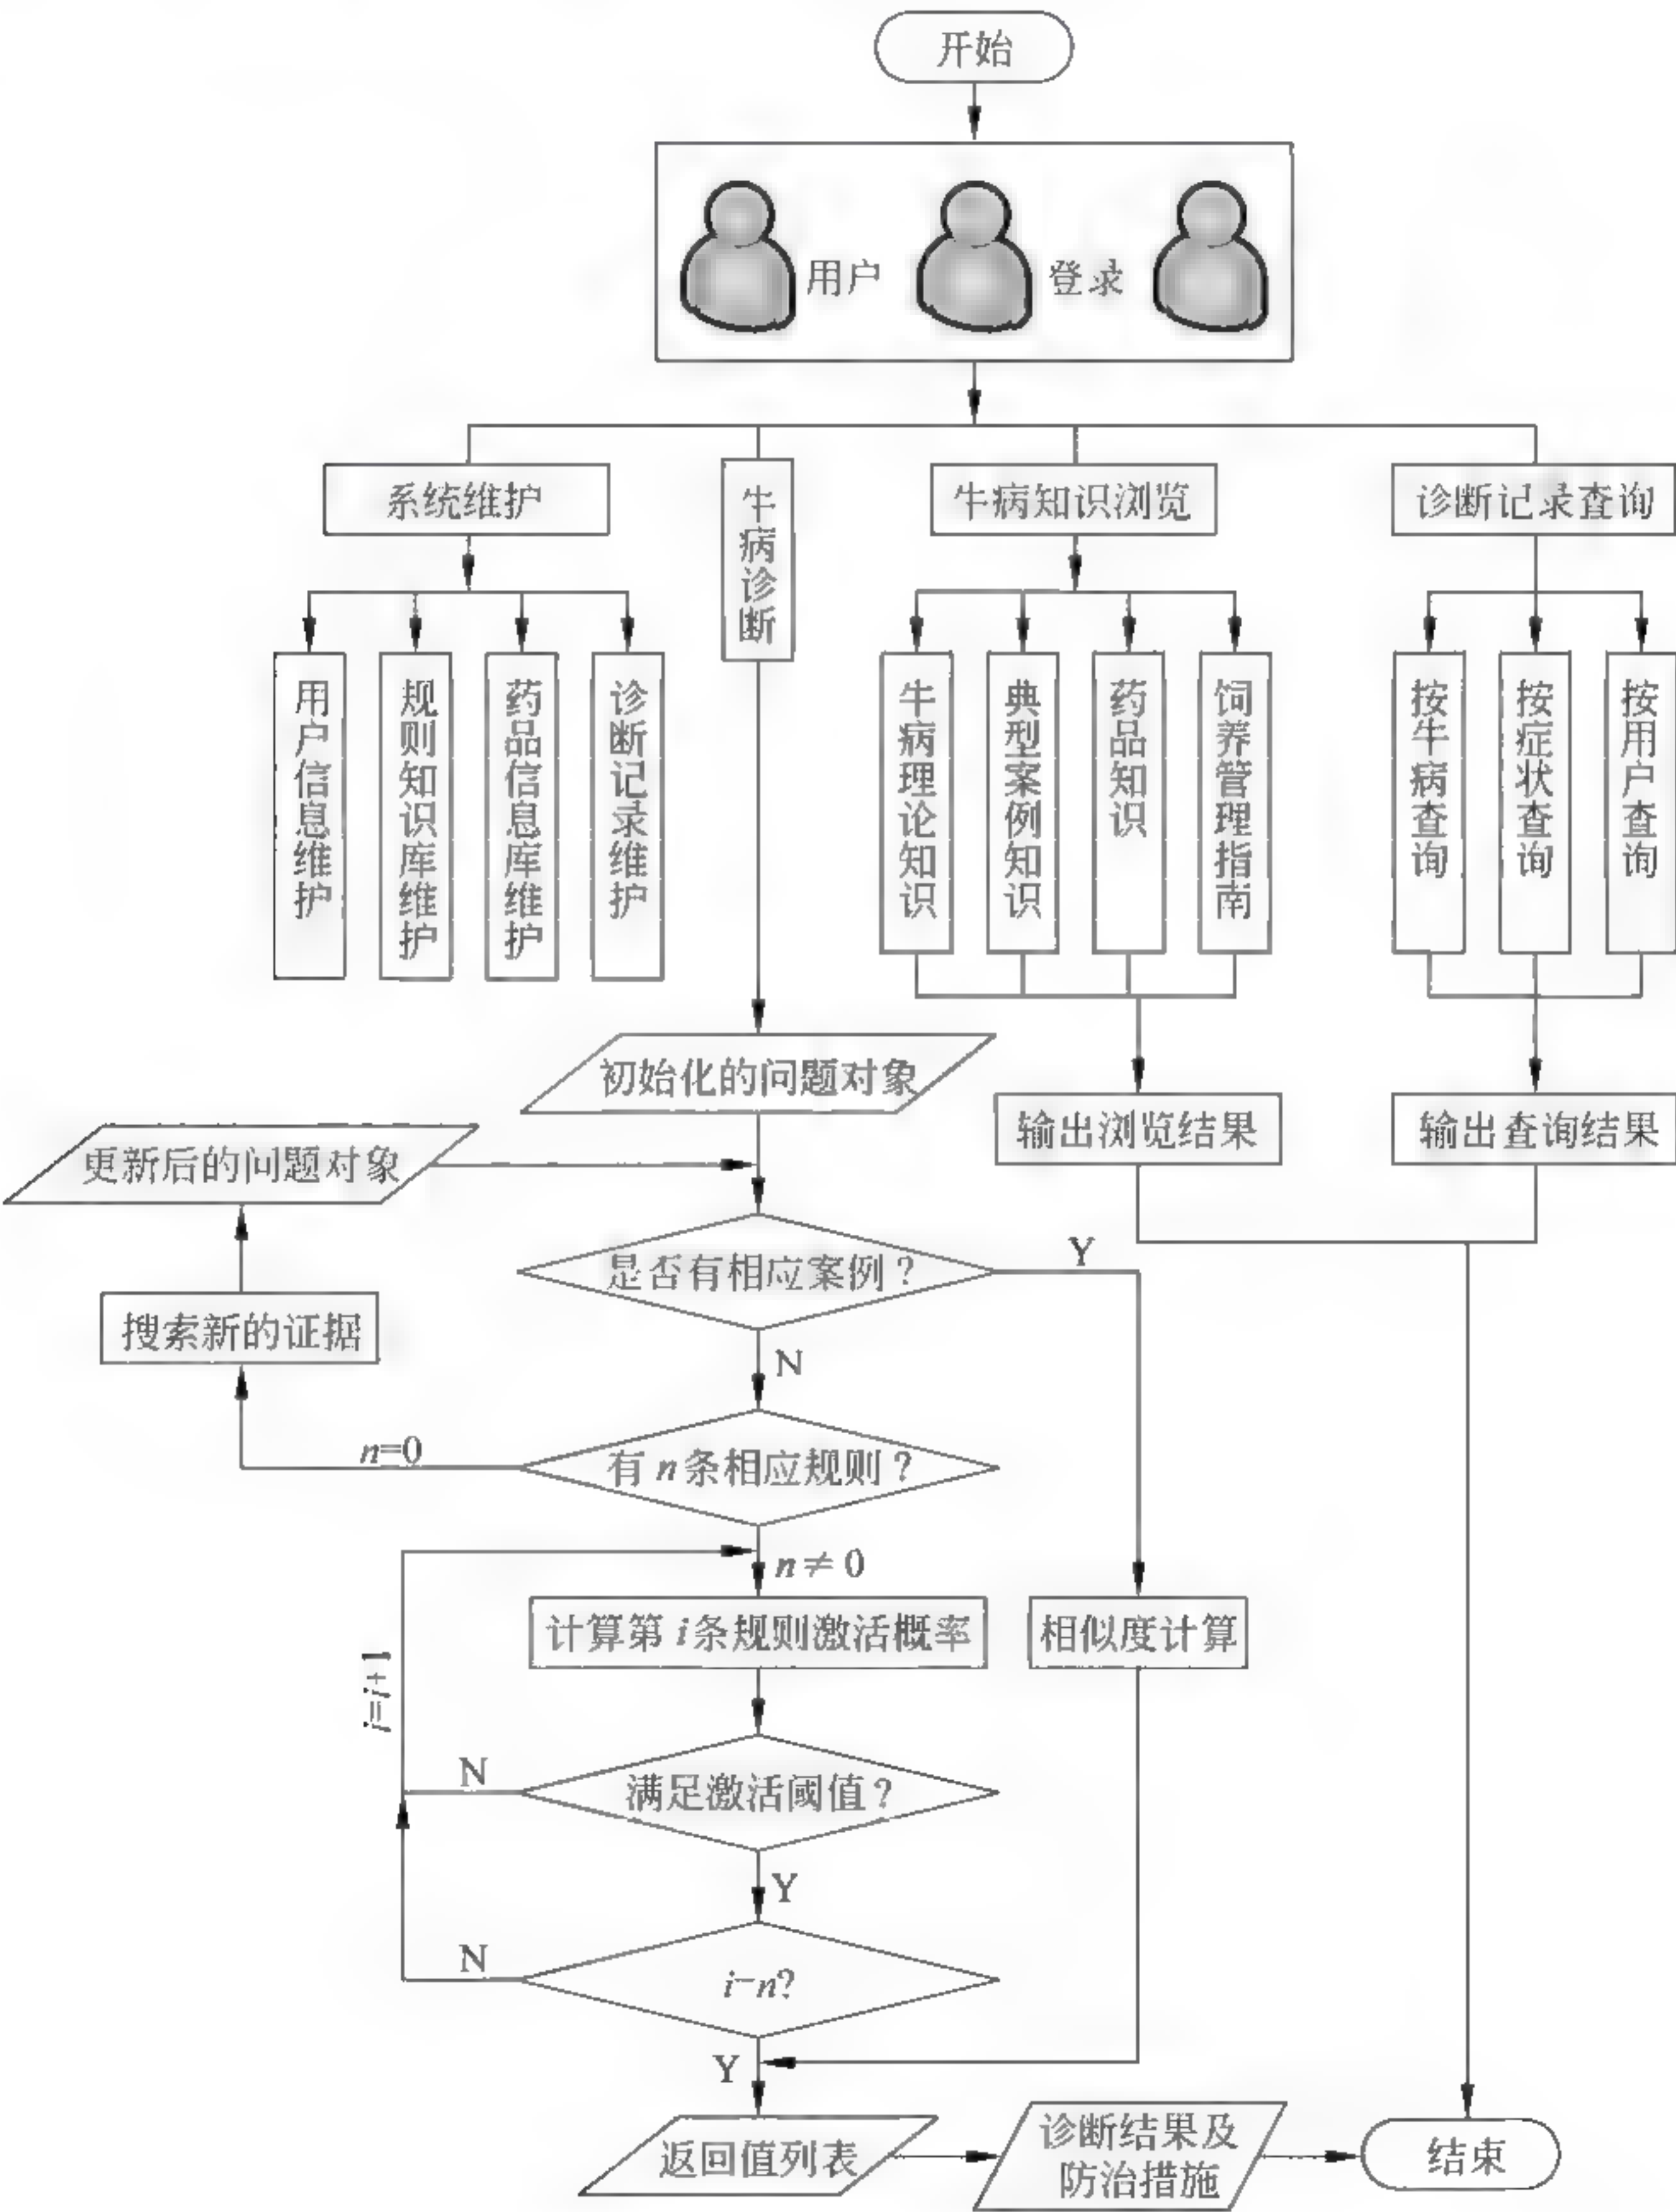 开始
用户 登录
系统维护
牛病诊断
牛病知识浏览
诊断记录查询
用户信息维护
规则知识库维护
药品信息库维护
诊断记录维护
牛病理论知识
典型案例知识
药品知识
饲养管理指南
按牛病查询
按症状查询
按用户查询
初始化的问题对象
更新后的问题对象
输出浏览结果
输出查询结果
是否有相应案例？
Y
搜索新的证据
N
n=0
有n条相应规则？
n≠0
计算第i条规则激活概率
相似度计算
i=i+1
N
满足激活阈值？
Y
N
i=n?
Y
返回值列表
诊断结果及
防治措施
结束